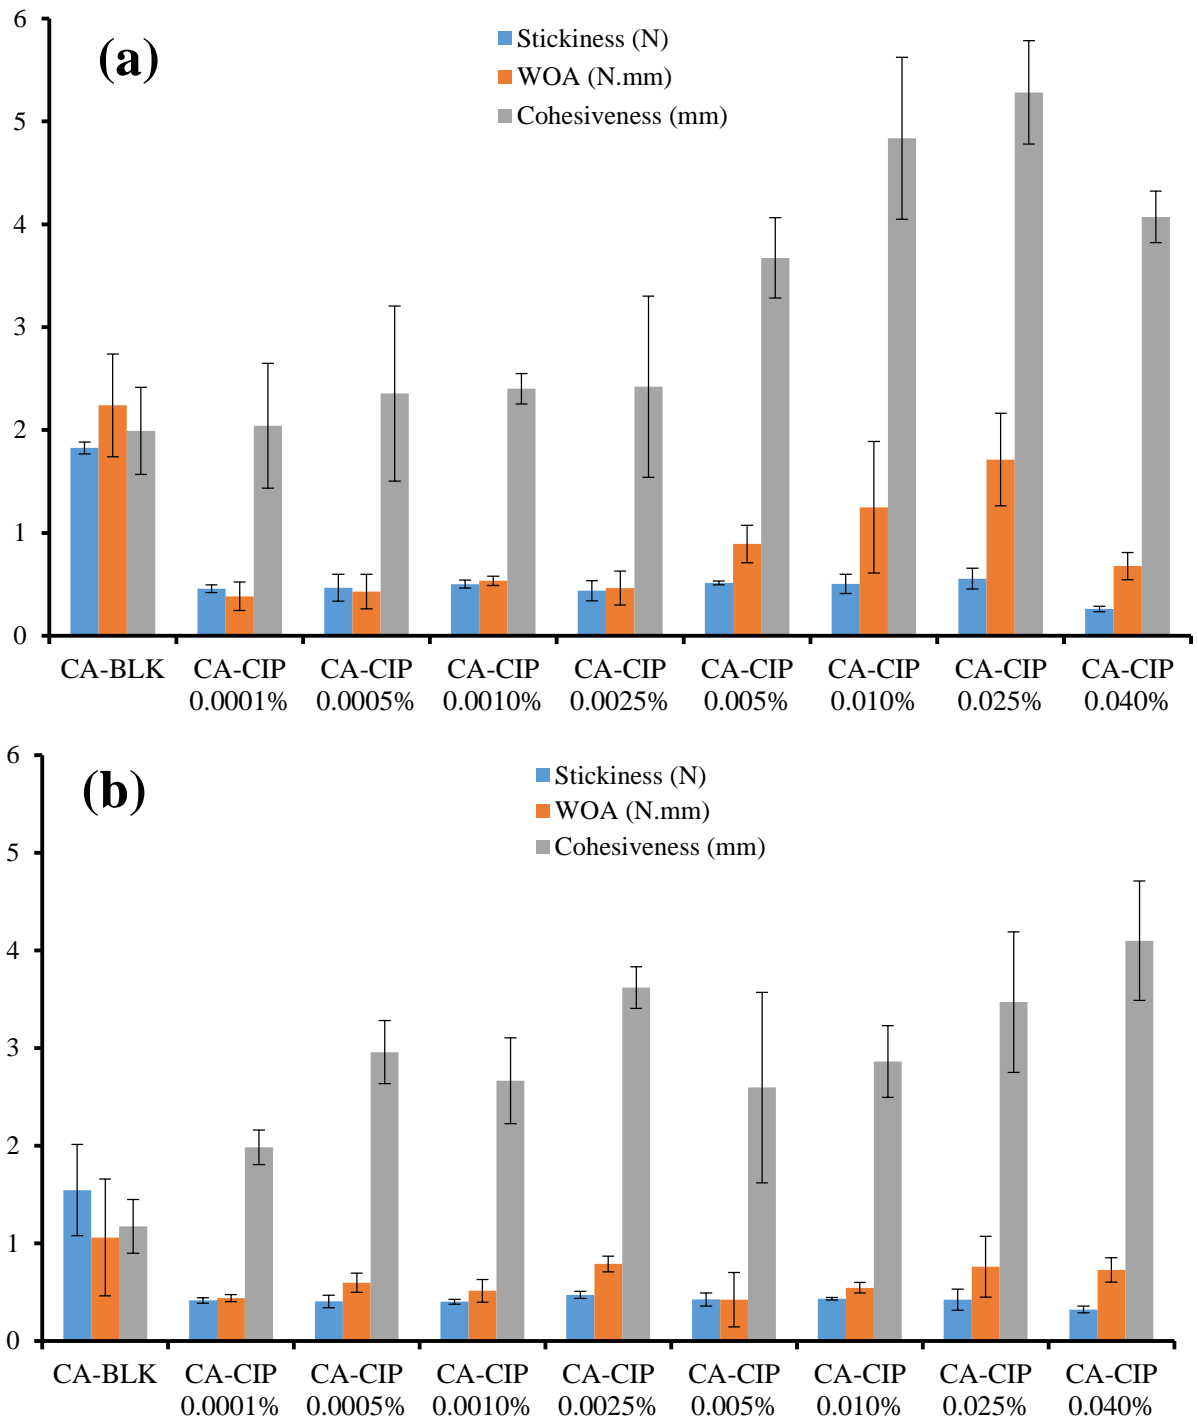 6
(a)
Stickiness (N)
WOA (N.mm)
Cohesiveness (mm)
5
4
3
2
1
0
CA-BLK CA-CIP CA-CIP CA-CIP CA-CIP CA-CIP CA-CIP CA-CIP CA-CIP
0.0001% 0.0005% 0.0010% 0.0025% 0.005% 0.010% 0.025% 0.040%
6
(b)
Stickiness (N)
WOA (N.mm)
Cohesiveness (mm)
5
4
3
2
1
0
CA-BLK CA-CIP CA-CIP CA-CIP CA-CIP CA-CIP CA-CIP CA-CIP CA-CIP
0.0001% 0.0005% 0.0010% 0.0025% 0.005% 0.010% 0.025% 0.040%